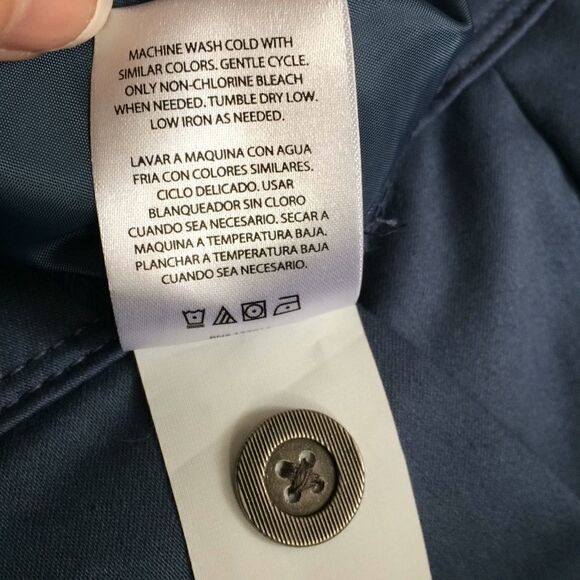 MACHINE WASH COLD WITH
SIMILAR COLORS. GENTLE CYCLE.
ONLY NON-CHLORINE BLEACH
WHEN NEEDED. TUMBLE DRY LOW.
LOW IRON AS NEEDED.
LAVAR A MAQUINA CON AGUA
FRIA CON COLORES SIMILARES.
CICLO DELICADO. USAR
BLANQUEADOR SIN CLORO
CUANDO SEA NECESARIO. SECAR A
MAQUINA A TEMPERATURA BAJA.
PLANCHAR A TEMPERATURA BAJA
CUANDO SEA NECESARIO.